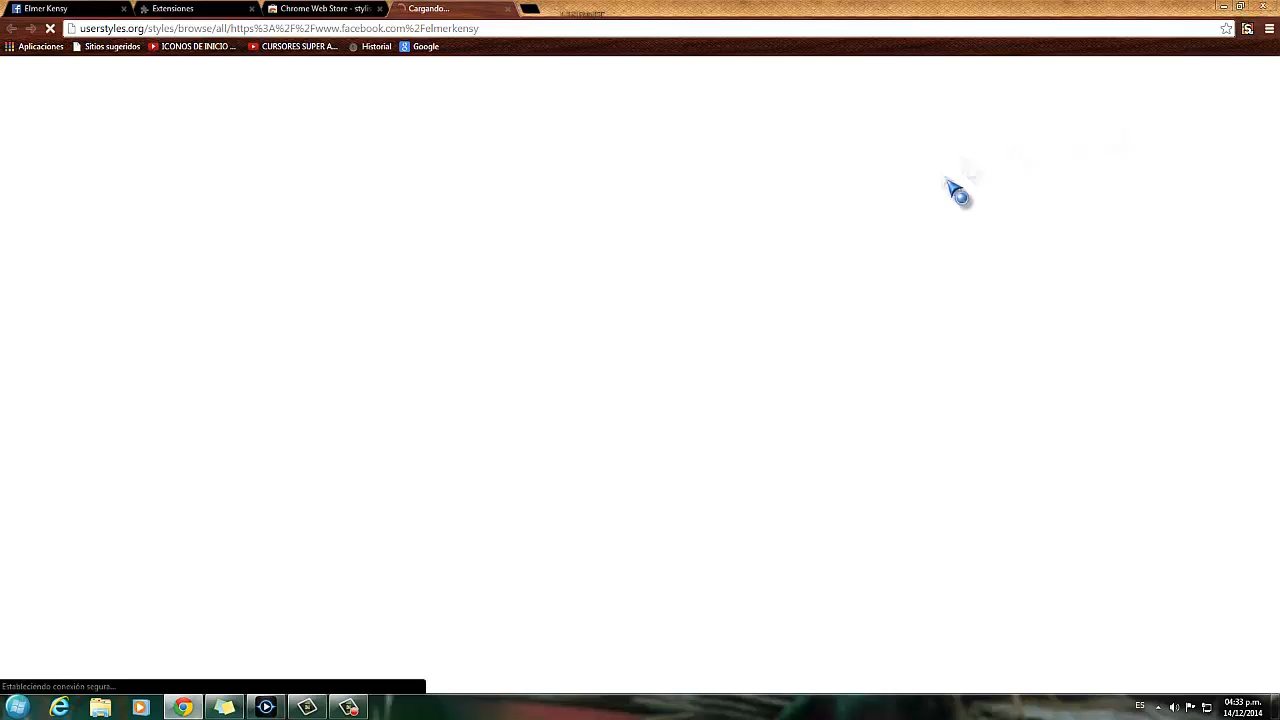 Elmer Kensy
Extensiones
Chrome Web Store - stylis
Cargando...
userstyles.org/styles/browse/all/https%3A%2F%2Fwww.facebook.com%2Felmerkensy
Aplicaciones
Sitios sugeridos
ICONOS DE INICIO ...
CURSORES SUPER A...
Historial
Google
Estableciendo conexión segura...
ES
04:33 p.m.
14/12/2014